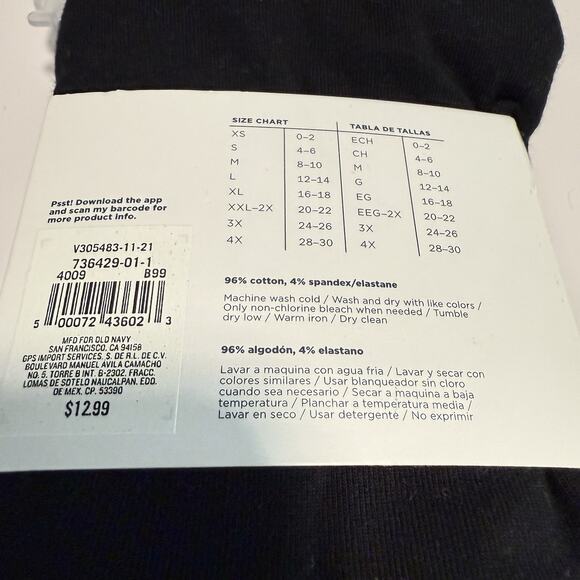 SIZE CHART TABLA DE TALLAS
XS 0–2 ECH 0–2
S 4–6 CH 4–6
M 8–10 M 8–10
L 12–14 G 12–14
XL 16–18 EG 16–18
XXL–2X 20–22 EEG–2X 20–22
3X 24–26 3X 24–26
4X 28–30 4X 28–30
Psst! Download the app
and scan my barcode for
more product info.
V305483-11-21
736429-01-1
4009 B99
5 00072 43602 3
MFD FOR OLD NAVY
SAN FRANCISCO, CA 94158
GPS IMPORT SERVICES, S. DE R.L. DE C.V.
BOULEVARD MANUEL AVILA CAMACHO
NO. 5, TORRE B INT. B-2302, FRACC.
LOMAS DE SOTELO NAUCALPAN, EDO.
DE MEX, CP. 53390
$12.99
96% cotton, 4% spandex/elastane
Machine wash cold / Wash and dry with like colors /
Only non-chlorine bleach when needed / Tumble
dry low / Warm iron / Dry clean
96% algodón, 4% elastano
Lavar a maquina con agua fria / Lavar y secar con
colores similares / Usar blanqueador sin cloro
cuando sea necesario / Secar a maquina a baja
temperatura / Planchar a temperatura media /
Lavar en seco / Usar detergente / No exprimir